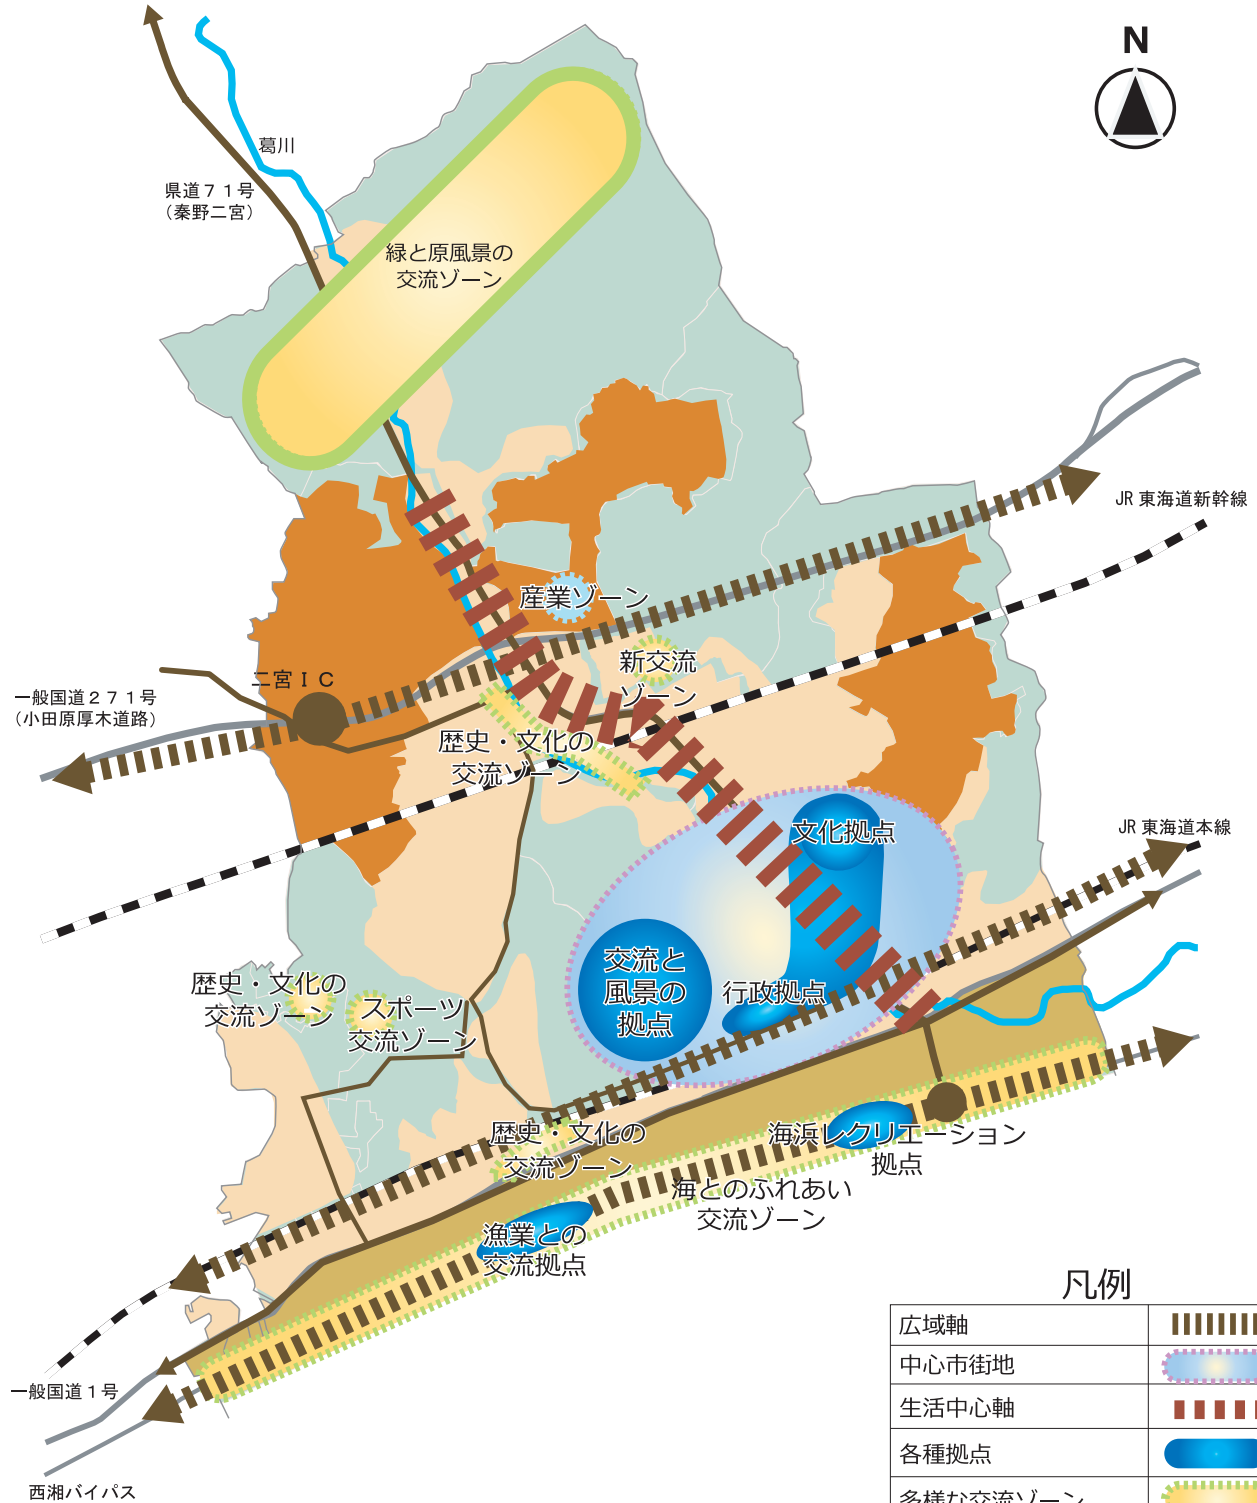 N
葛川
県道７１号
（秦野二宮）
緑と原風景の
交流ゾーン
JR 東海道新幹線
産業ゾーン
新交流
ゾーン
二宮ＩＣ
一般国道２７１号
（小田原厚木道路）
歴史・文化の
交流ゾーン
JR 東海道本線
文化拠点
交流と
風景の
拠点
行政拠点
歴史・文化の
交流ゾーン
スポーツ
交流ゾーン
歴史・文化の
交流ゾーン
海浜レクリエーション
拠点
海とのふれあい
交流ゾーン
漁業との
交流拠点
一般国道１号
西湘バイパス
凡例
広域軸
中心市街地
生活中心軸
各種拠点
多様な交流ゾーン